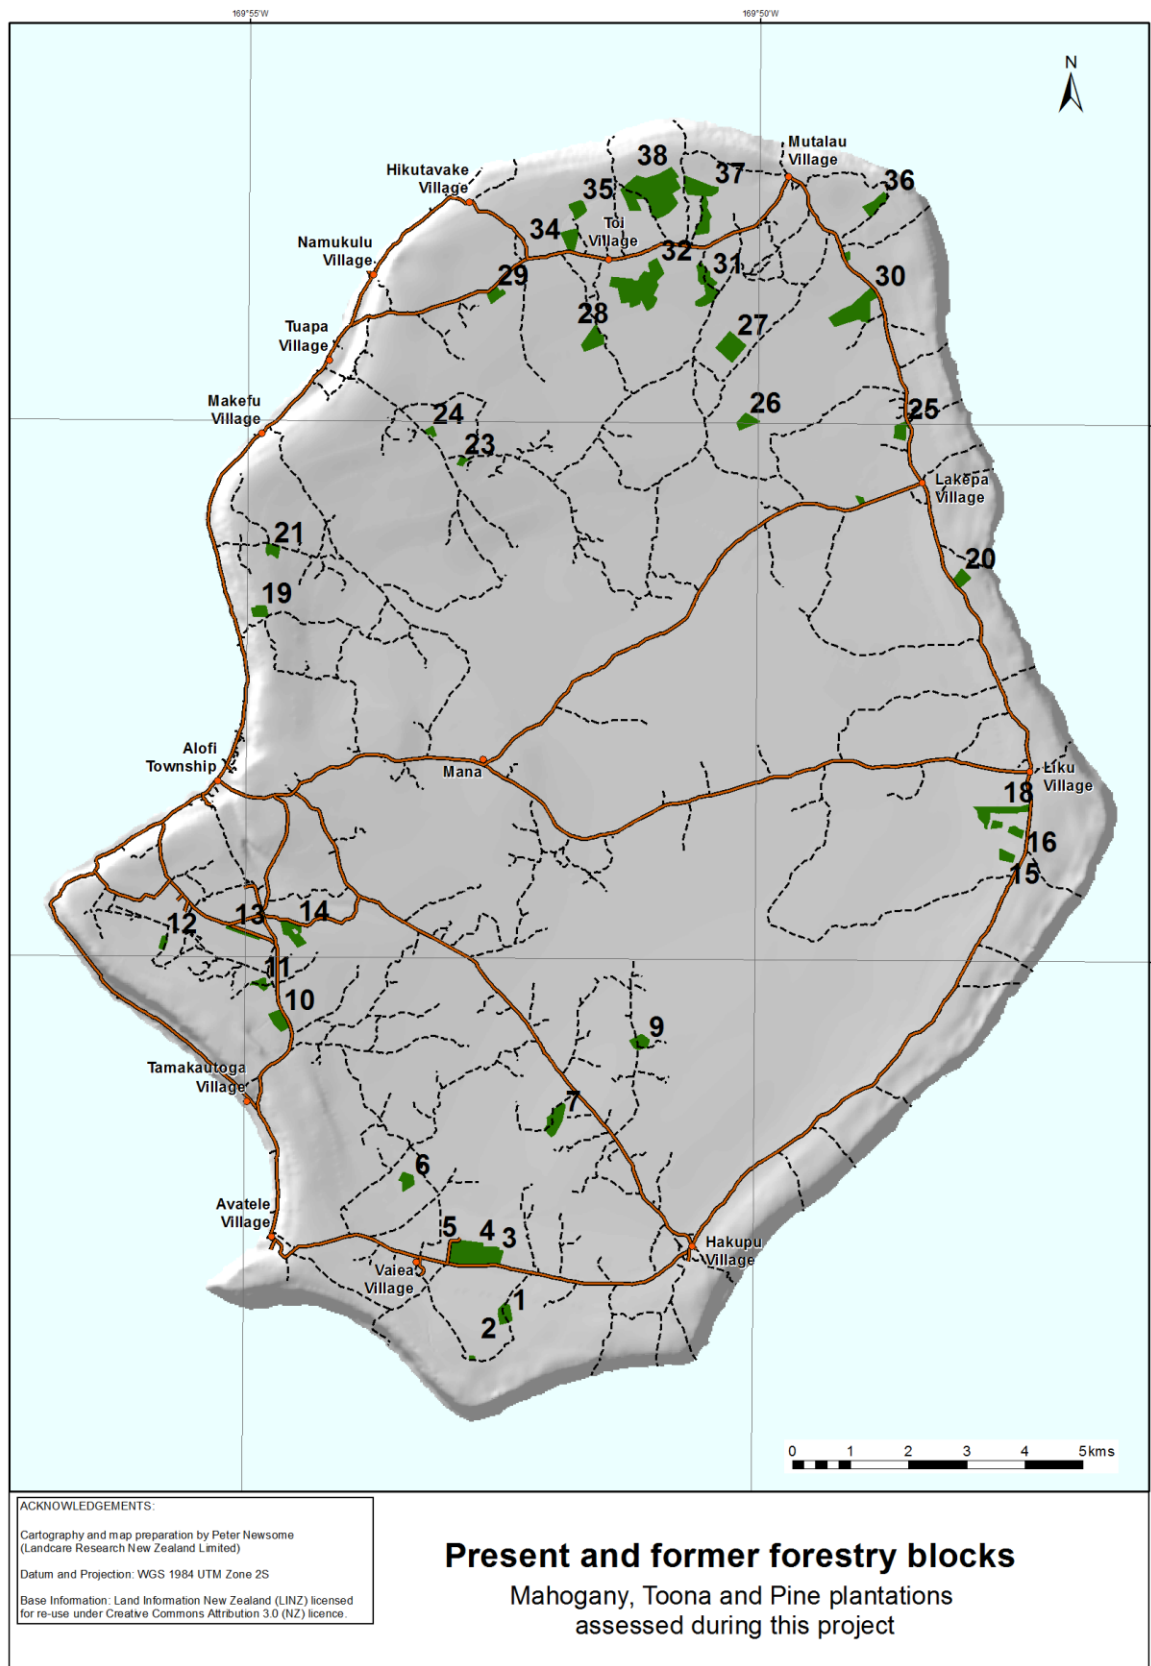 169°55'W
169°50'W
N
Mutalau
Village
Hikutavake
Village
38
37
36
35
Toi
Village
34
Namukulu
Village
32
31
30
29
28
27
Tuapa
Village
Makefu
Village
26
25
24
23
Lakepa
Village
21
20
19
Alofi
Township
Mana
Liku
Village
18
16
15
14
13
12
11
10
9
Tamakautoga
Village
7
6
Avatele
Village
5
4
3
Hakupu
Village
Vaiea
Village
1
2
0 1 2 3 4 5kms
ACKNOWLEDGEMENTS:
Cartography and map preparation by Peter Newsome
(Landcare Research New Zealand Limited)
Datum and Projection: WGS 1984 UTM Zone 2S
Base Information: Land Information New Zealand (LINZ) licensed
for re-use under Creative Commons Attribution 3.0 (NZ) licence.
Present and former forestry blocks
Mahogany, Toona and Pine plantations
assessed during this project